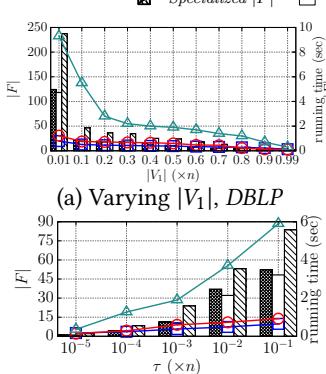 Specialized |F|
250 10
200 8
150 6
|F| running time (sec)
100 4
50 2
0 0
0.01 0.1 0.2 0.3 0.4 0.5 0.6 0.7 0.8 0.9 0.99
|V₁| (×n)
(a) Varying |V₁|, DBLP
90 6
75 5
60 4
|F| running time (sec)
45 3
30 2
15 1
0 0
10⁻⁵ 10⁻⁴ 10⁻³ 10⁻² 10⁻¹
τ (×n)